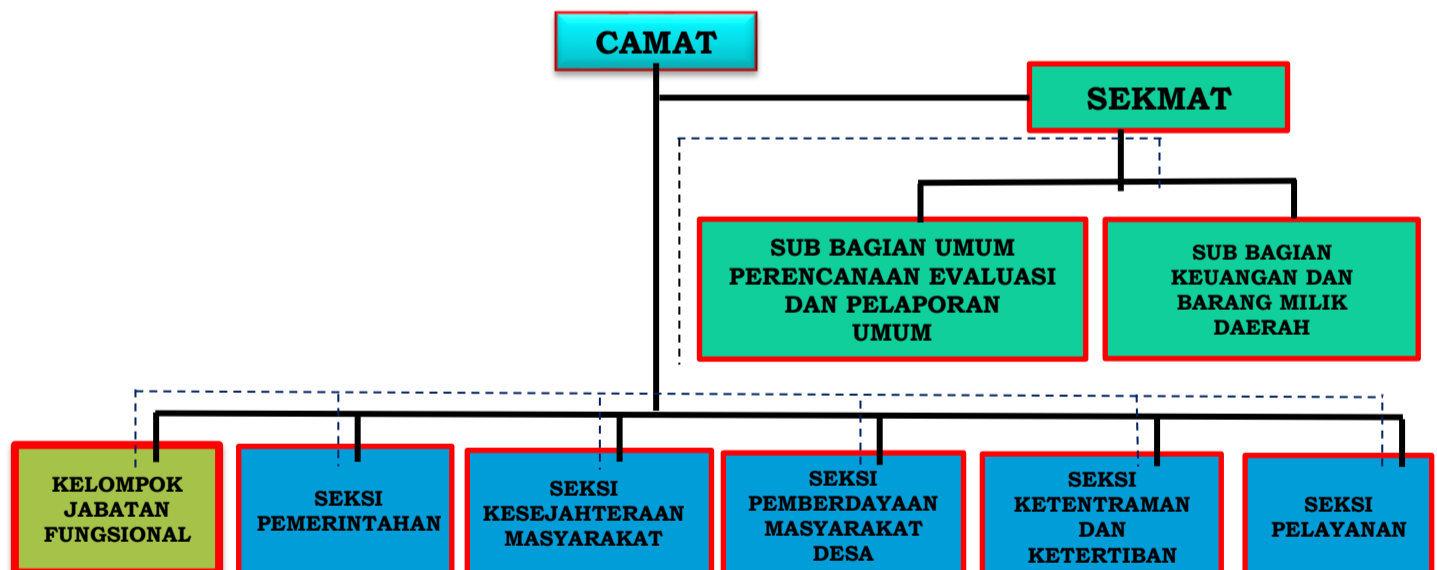 CAMAT
SEKMAT
SUB BAGIAN UMUM
PERENCANAAN EVALUASI
DAN PELAPORAN
UMUM
SUB BAGIAN
KEUANGAN DAN
BARANG MILIK
DAERAH
KELOMPOK
JABATAN
FUNGSIONAL
SEKSI
PEMERINTAHAN
SEKSI
KESEJAHTERAAN
MASYARAKAT
SEKSI
PEMBERDAYAAN
MASYARAKAT
DESA
SEKSI
KETENTRAMAN
DAN
KETERTIBAN
SEKSI
PELAYANAN